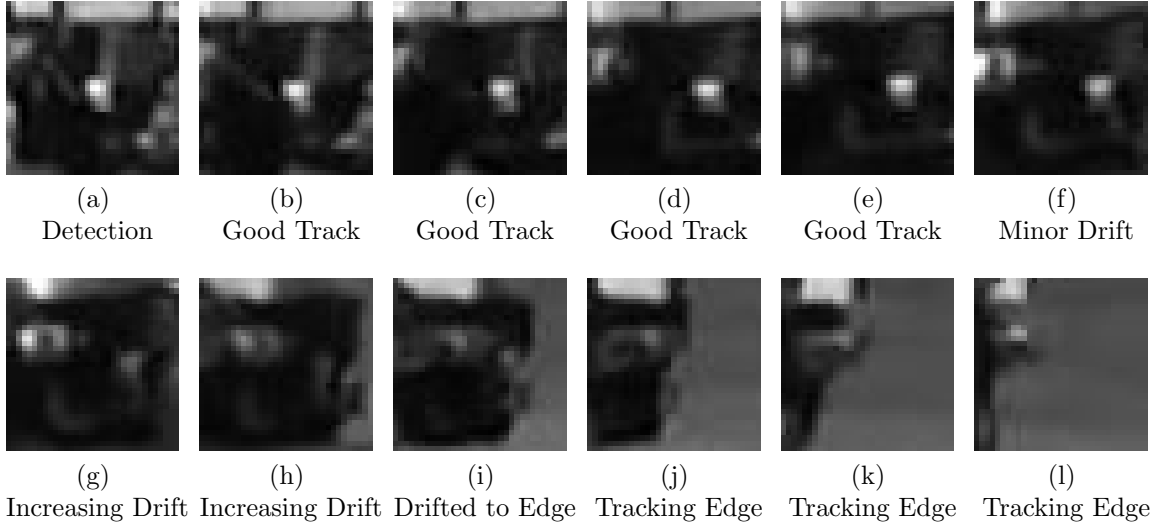 (a) (b) (c) (d) (e) (f)
Detection Good Track Good Track Good Track Good Track Minor Drift
(g) (h) (i) (j) (k) (l)
Increasing Drift Increasing Drift Drifted to Edge Tracking Edge Tracking Edge Tracking Edge